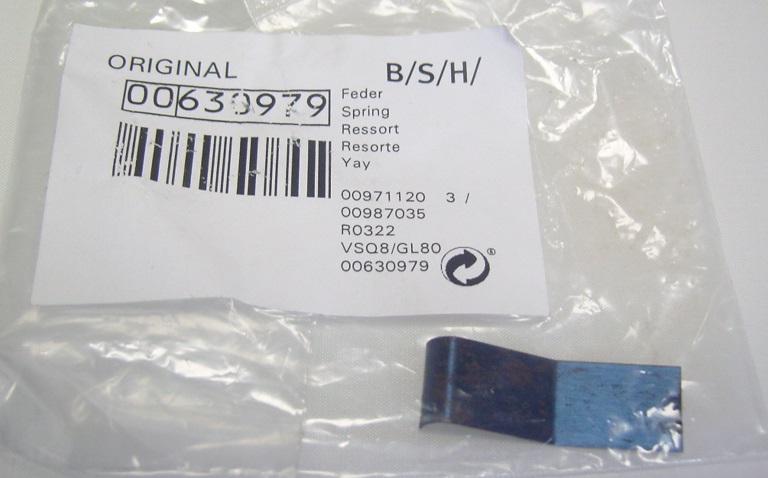 ORIGINAL
B/S/H/
00630979
Feder
Spring
Ressort
Resorte
Yay
00971120 3 /
00987035
R0322
VSQ8/GL80
00630979
®